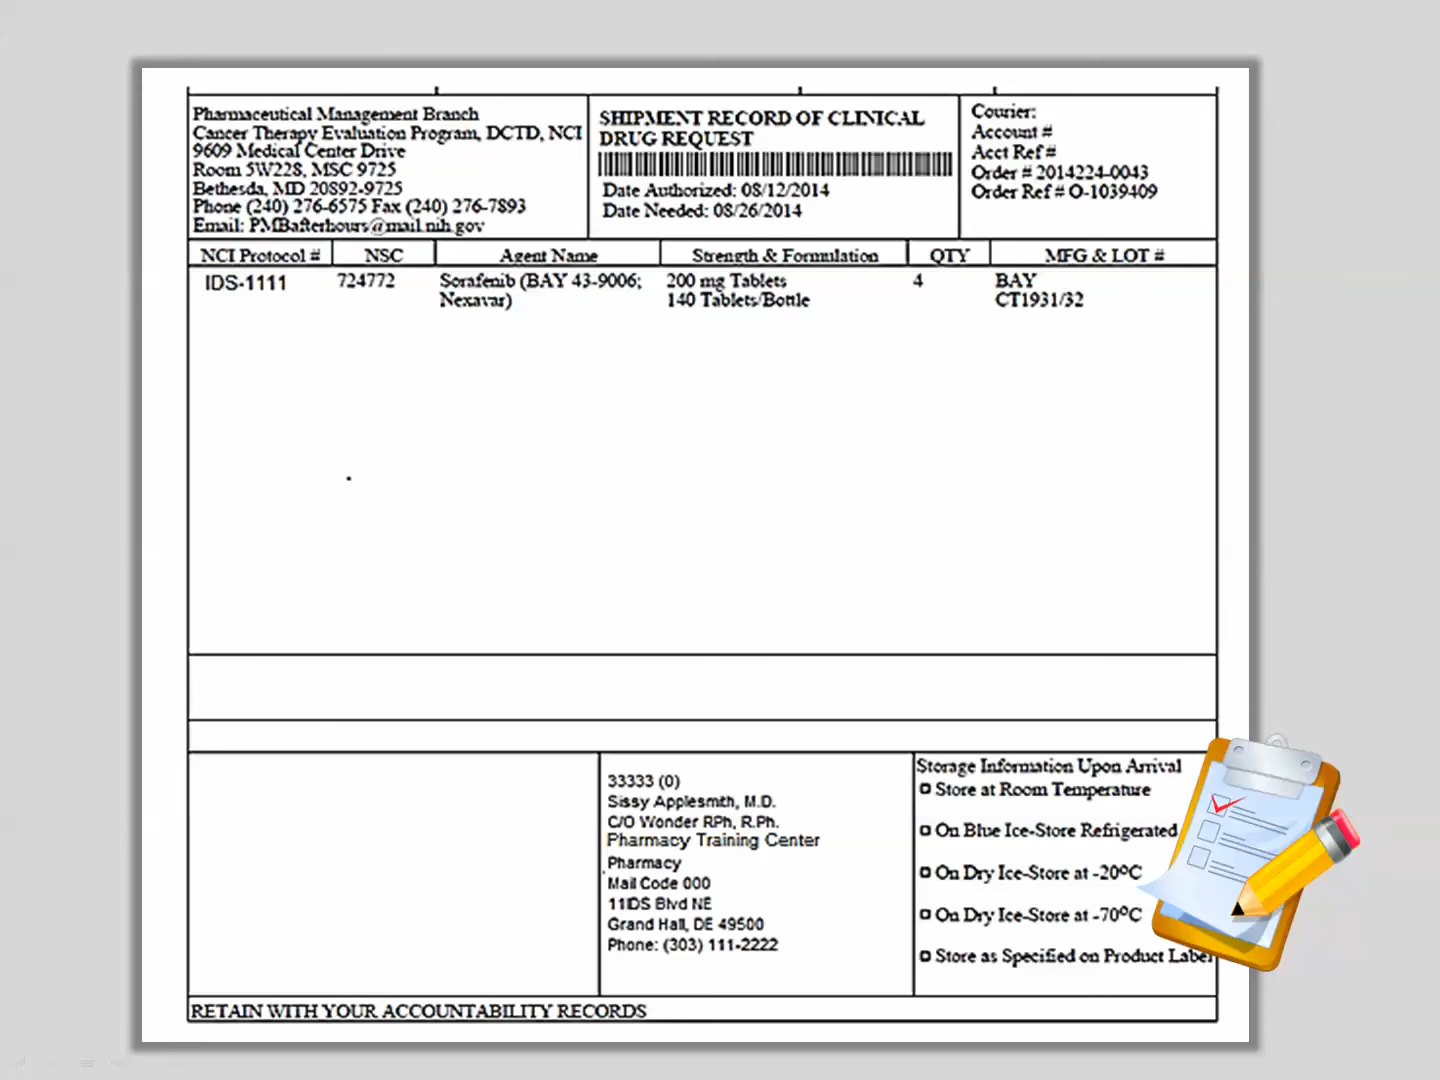 Pharmaceutical Management Branch
Cancer Therapy Evaluation Program, DCTD, NCI
9609 Medical Center Drive
Room 5W228, MSC 9725
Bethesda, MD 20892-9725
Phone (240) 276-6575 Fax (240) 276-7893
Email: PMBafterhours@mail.nih.gov
SHIPMENT RECORD OF CLINICAL
DRUG REQUEST
Date Authorized: 08/12/2014
Date Needed: 08/26/2014
Courier:
Account #
Acct Ref #
Order # 2014224-0043
Order Ref # O-1039409
NCI Protocol # NSC Agent Name Strength & Formulation QTY MFG & LOT #
IDS-1111 724772 Sorafenib (BAY 43-9006; 200 mg Tablets 4 BAY
Nexavar) 140 Tablets/Bottle CT1931/32
33333 (0)
Sissy Applesmith, M.D.
C/O Wonder RPh, R.Ph.
Pharmacy Training Center
Pharmacy
Mail Code 000
11IDS Blvd NE
Grand Hall, DE 49500
Phone: (303) 111-2222
Storage Information Upon Arrival
Store at Room Temperature
On Blue Ice-Store Refrigerated
On Dry Ice-Store at -20ºC
On Dry Ice-Store at -70ºC
Store as Specified on Product Label
RETAIN WITH YOUR ACCOUNTABILITY RECORDS